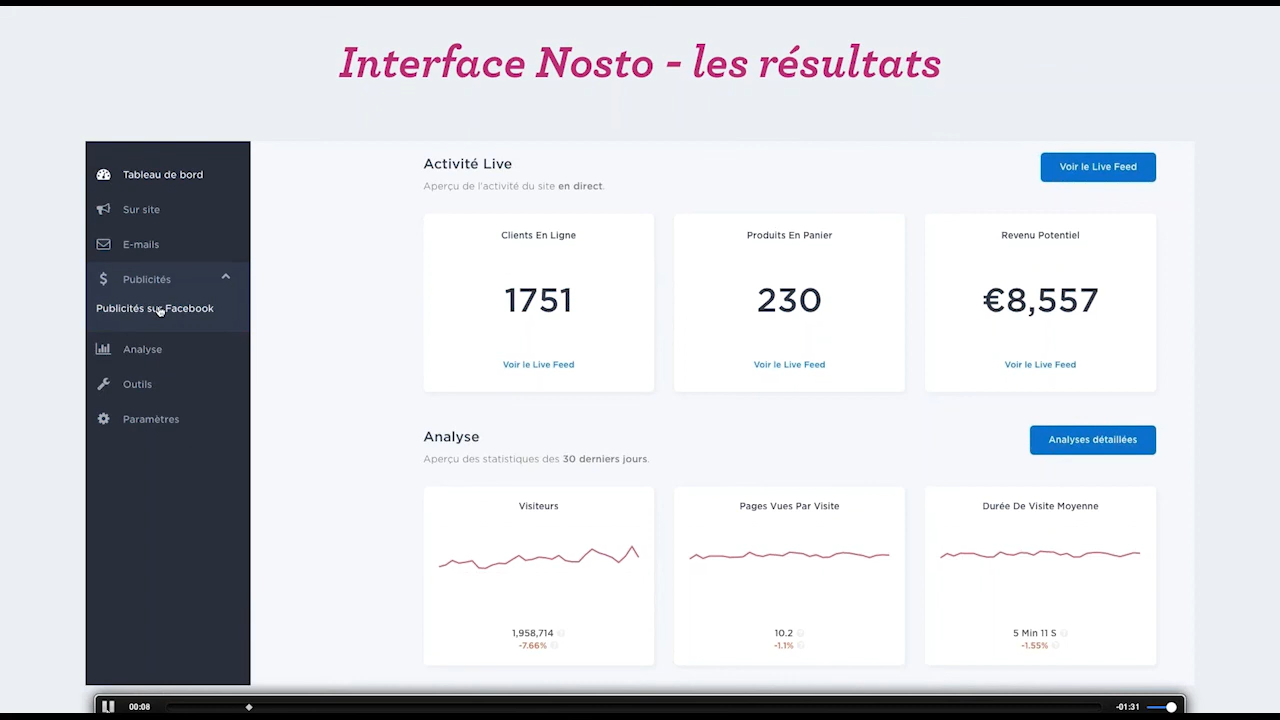 Interface Nosto - les résultats
Tableau de bord
Sur site
E-mails
Publicités
Publicités sur Facebook
Analyse
Outils
Paramètres
Activité Live
Aperçu de l'activité du site en direct.
Voir le Live Feed
Clients En Ligne
1751
Voir le Live Feed
Produits En Panier
230
Voir le Live Feed
Revenu Potentiel
€8,557
Voir le Live Feed
Analyse
Aperçu des statistiques des 30 derniers jours.
Analyses détaillées
Visiteurs
1,958,714
-7.66%
Pages Vues Par Visite
10.2
-1.1%
Durée De Visite Moyenne
5 Min 11 S
-1.55%
00:08
-01:31